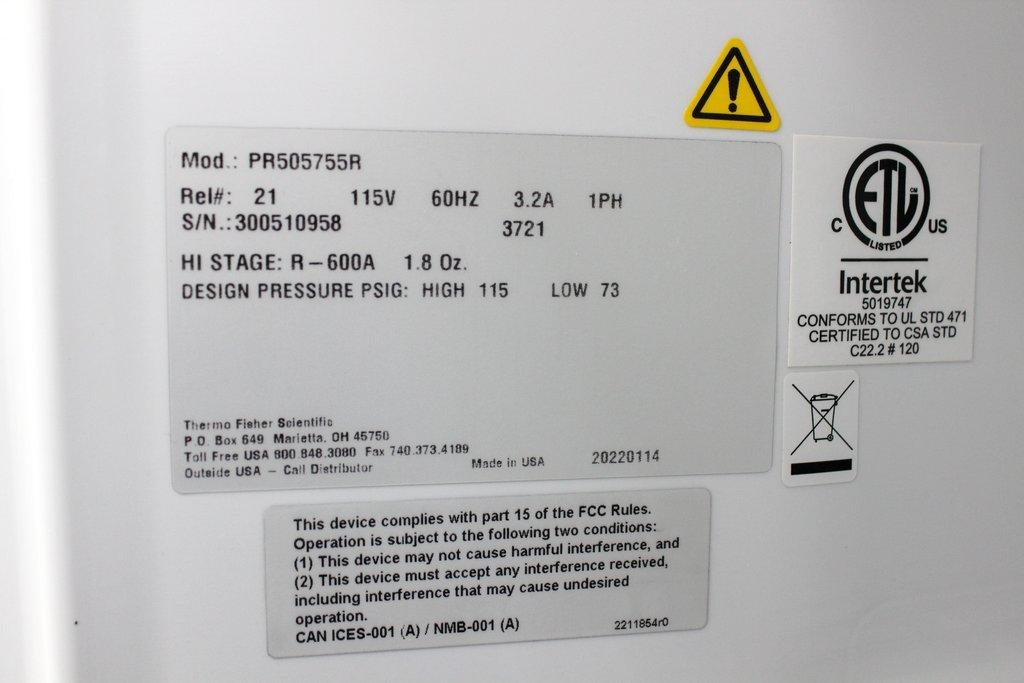 Mod.: PR505755R
Rel#: 21 115V 60HZ 3.2A 1PH
S/N.:300510958 3721
HI STAGE: R-600A 1.8 Oz.
DESIGN PRESSURE PSIG: HIGH 115 LOW 73
Thermo Fisher Scientific
P.O. Box 649 Marietta, OH 45750
Toll Free USA 800.848.3080 Fax 740.373.4189
Outside USA - Call Distributor
Made in USA 20220114
ETL CM
LISTED
C US
Intertek
5019747
CONFORMS TO UL STD 471
CERTIFIED TO CSA STD
C22.2 # 120
This device complies with part 15 of the FCC Rules.
Operation is subject to the following two conditions:
(1) This device may not cause harmful interference, and
(2) This device must accept any interference received,
including interference that may cause undesired
operation.
CAN ICES-001 (A) / NMB-001 (A) 2211854r0